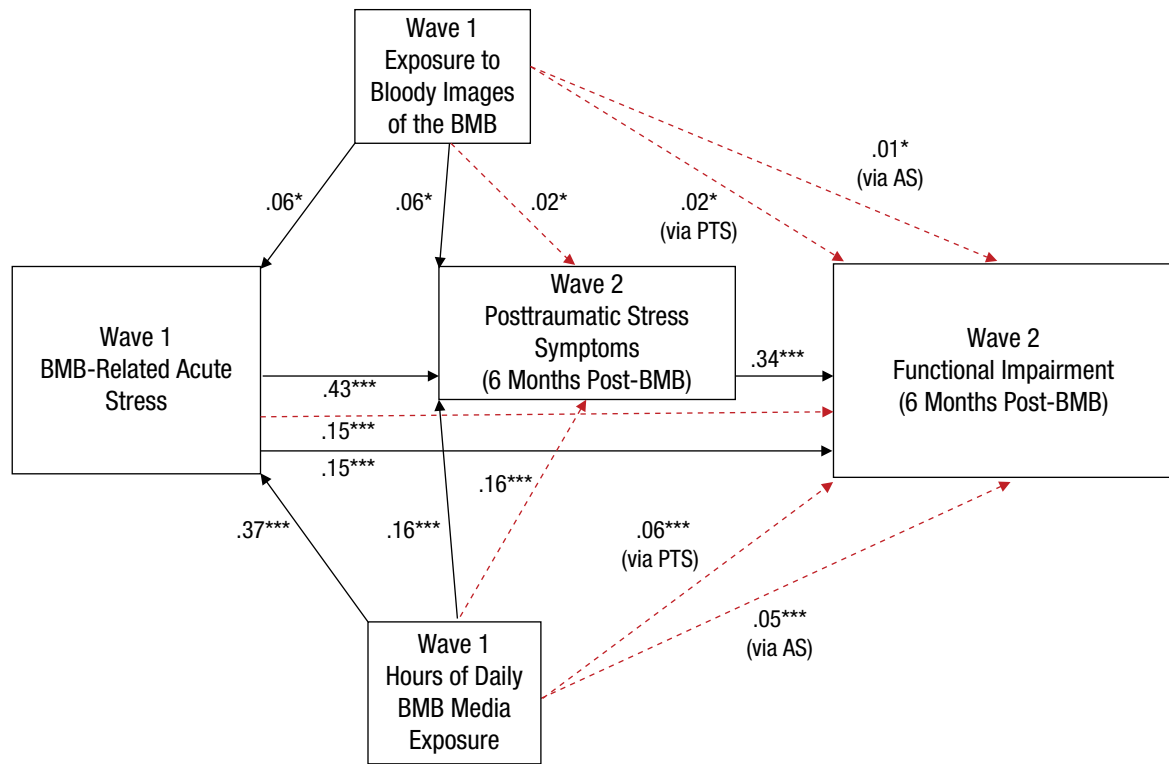 Wave 1
Exposure to
Bloody Images
of the BMB
.01*
(via AS)
.06*
.06*
.02*
.02*
(via PTS)
Wave 1
BMB-Related Acute
Stress
Wave 2
Posttraumatic Stress
Symptoms
(6 Months Post-BMB)
Wave 2
Functional Impairment
(6 Months Post-BMB)
.34***
.43***
.15***
.15***
.37***
.16***
.16***
.06***
(via PTS)
.05***
(via AS)
Wave 1
Hours of Daily
BMB Media
Exposure